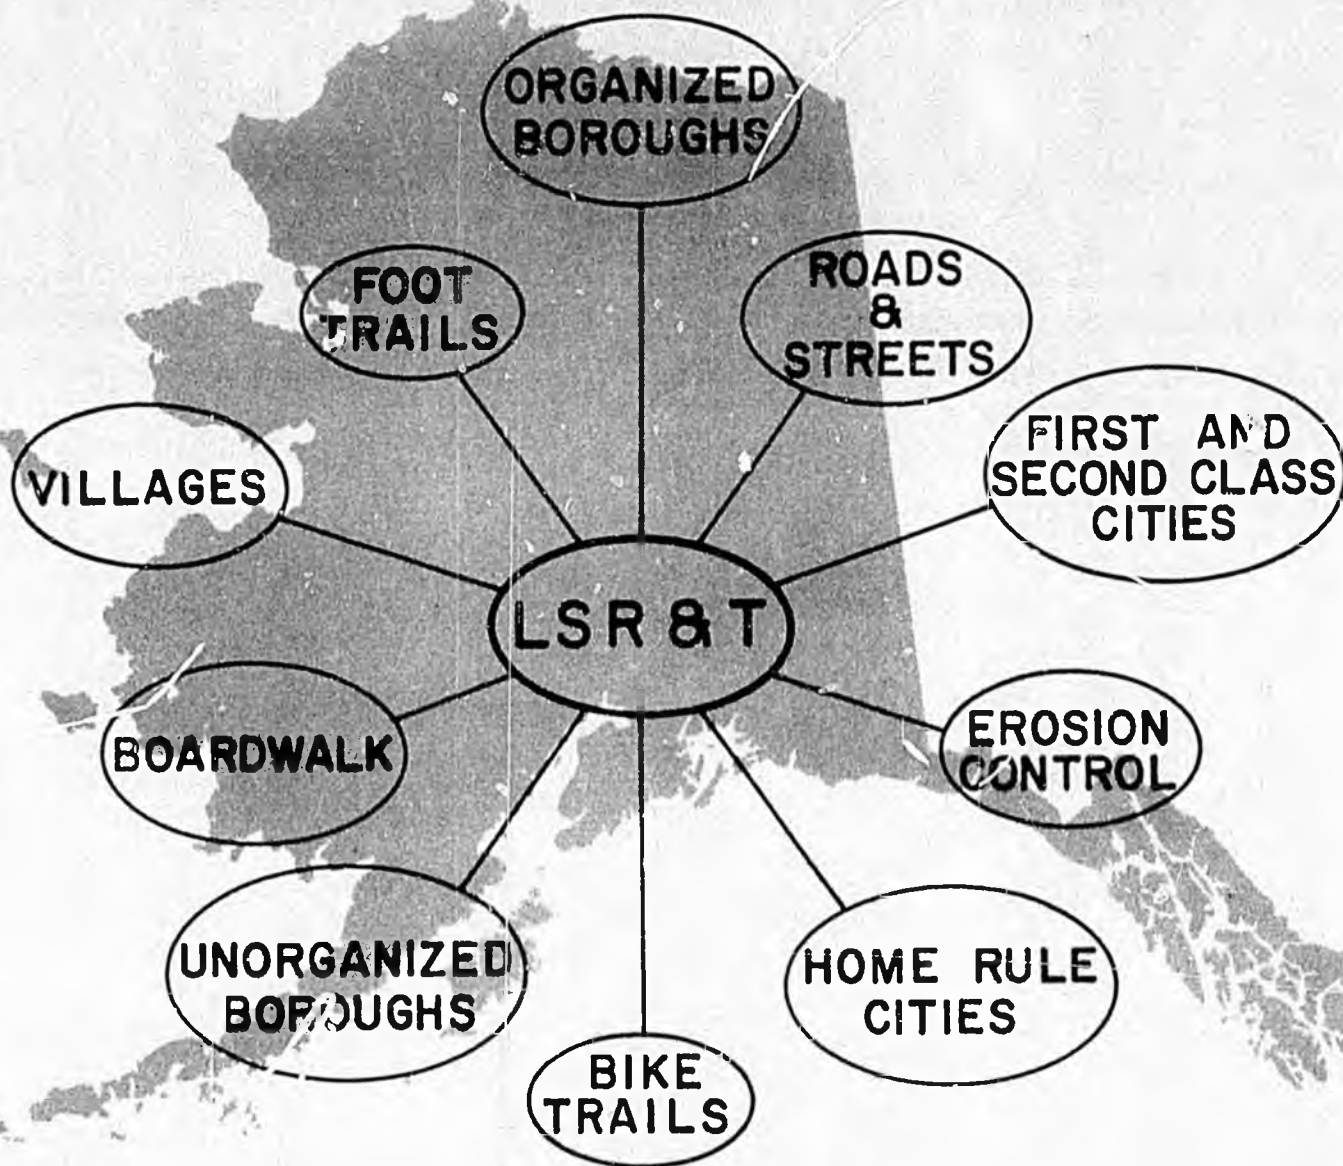 ORGANIZED
BOROUGHS
FOOT
TRAILS
ROADS
&
STREETS
VILLAGES
FIRST AND
SECOND CLASS
CITIES
LSR & T
BOARDWALK
EROSION
CONTROL
UNORGANIZED
BOROUGHS
HOME RULE
CITIES
BIKE
TRAILS